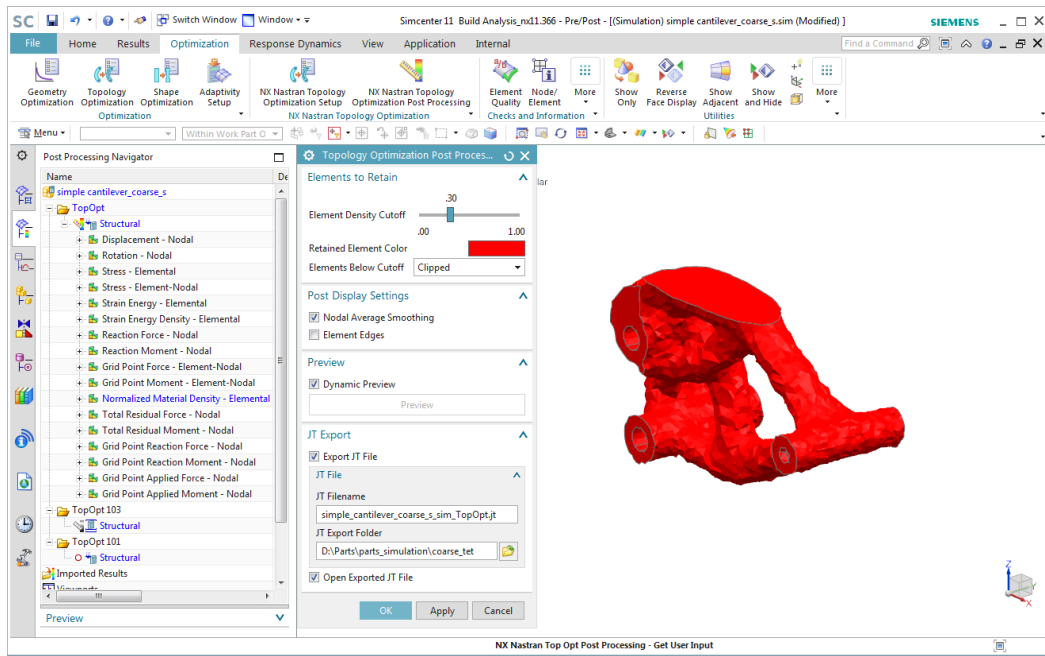 SC Switch Window Window Simcenter 11 Build Analysis_nx11.366 - Pre/Post - [(Simulation) simple cantilever_coarse_s.sim (Modified) ] SIEMENS
File Home Results Optimization Response Dynamics View Application Internal Find a Command
Geometry Optimization
Topology Optimization
Shape Optimization
Adaptivity Setup
NX Nastran Topology Optimization Setup
NX Nastran Topology Optimization Post Processing
Element Quality
Node/ Element
More
Show Only
Reverse Face Display
Show Adjacent
Show and Hide
More
Optimization NX Nastran Topology Optimization Checks and Information Utilities
Menu Within Work Part O
Post Processing Navigator
Name De
simple cantilever_coarse_s
TopOpt
Structural
Displacement - Nodal
Rotation - Nodal
Stress - Elemental
Stress - Element-Nodal
Strain Energy - Elemental
Strain Energy Density - Elemental
Reaction Force - Nodal
Reaction Moment - Nodal
Grid Point Force - Element-Nodal
Grid Point Moment - Element-Nodal
Normalized Material Density - Elemental
Total Residual Force - Nodal
Total Residual Moment - Nodal
Grid Point Reaction Force - Nodal
Grid Point Reaction Moment - Nodal
Grid Point Applied Force - Nodal
Grid Point Applied Moment - Nodal
TopOpt 103
Structural
TopOpt 101
Structural
Imported Results
Viewports
Preview
Topology Optimization Post Proces...
Elements to Retain
.30
Element Density Cutoff
.00 1.00
Retained Element Color
Elements Below Cutoff Clipped
Post Display Settings
Nodal Average Smoothing
Element Edges
Preview
Dynamic Preview
Preview
JT Export
Export JT File
JT File
JT Filename
simple_cantilever_coarse_s_sim_TopOpt.jt
JT Export Folder
D:\Parts\parts_simulation\coarse_tet
Open Exported JT File
OK Apply Cancel
lar
Z
Y
X
NX Nastran Top Opt Post Processing - Get User Input